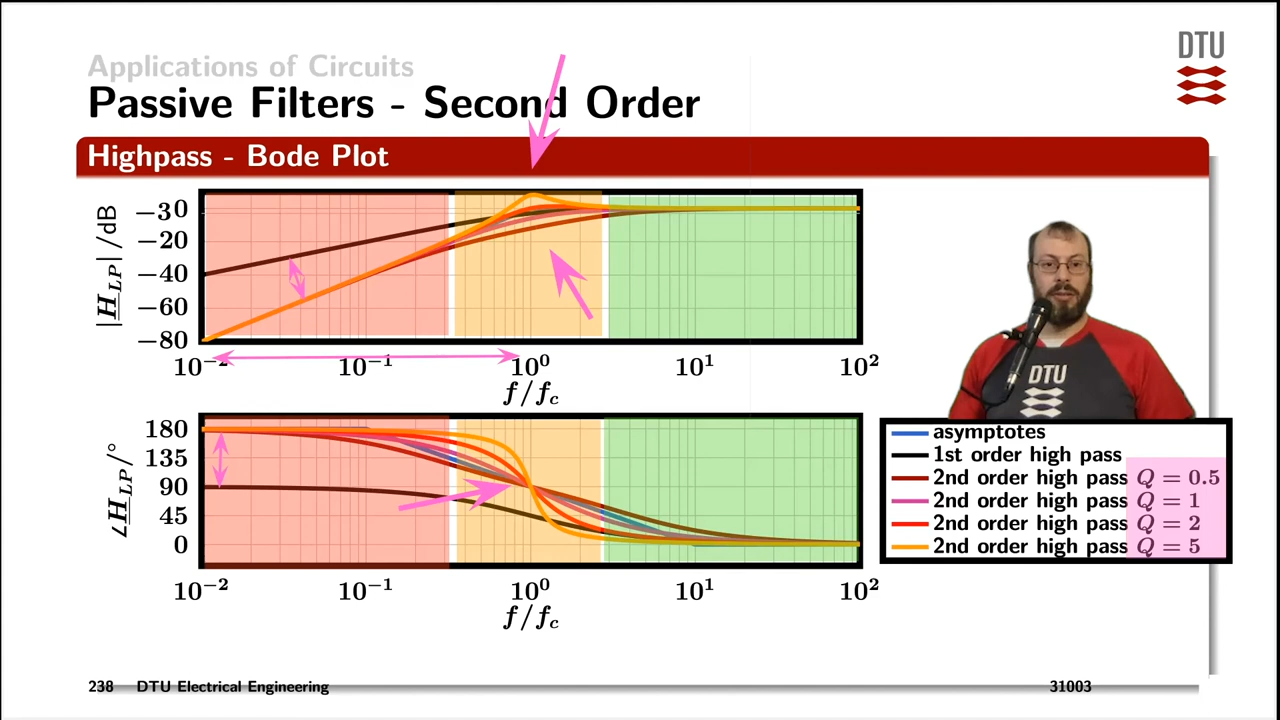 Applications of Circuits
Passive Filters - Second Order
DTU
Highpass - Bode Plot
|H_LP| /dB
−30
−20
−40
−60
−80
10⁻² 10⁻¹ 10⁰ 10¹ 10²
f/f_c
∠H_LP/°
180
135
90
45
0
10⁻² 10⁻¹ 10⁰ 10¹ 10²
f/f_c
DTU
asymptotes
1st order high pass
2nd order high pass Q = 0.5
2nd order high pass Q = 1
2nd order high pass Q = 2
2nd order high pass Q = 5
238 DTU Electrical Engineering 31003